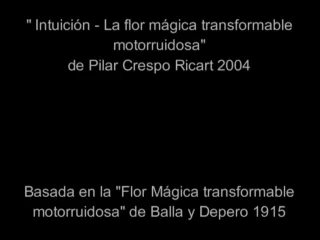 " Intuición - La flor mágica transformable
motorruidosa"
de Pilar Crespo Ricart 2004
Basada en la "Flor Mágica transformable
motorruidosa" de Balla y Depero 1915